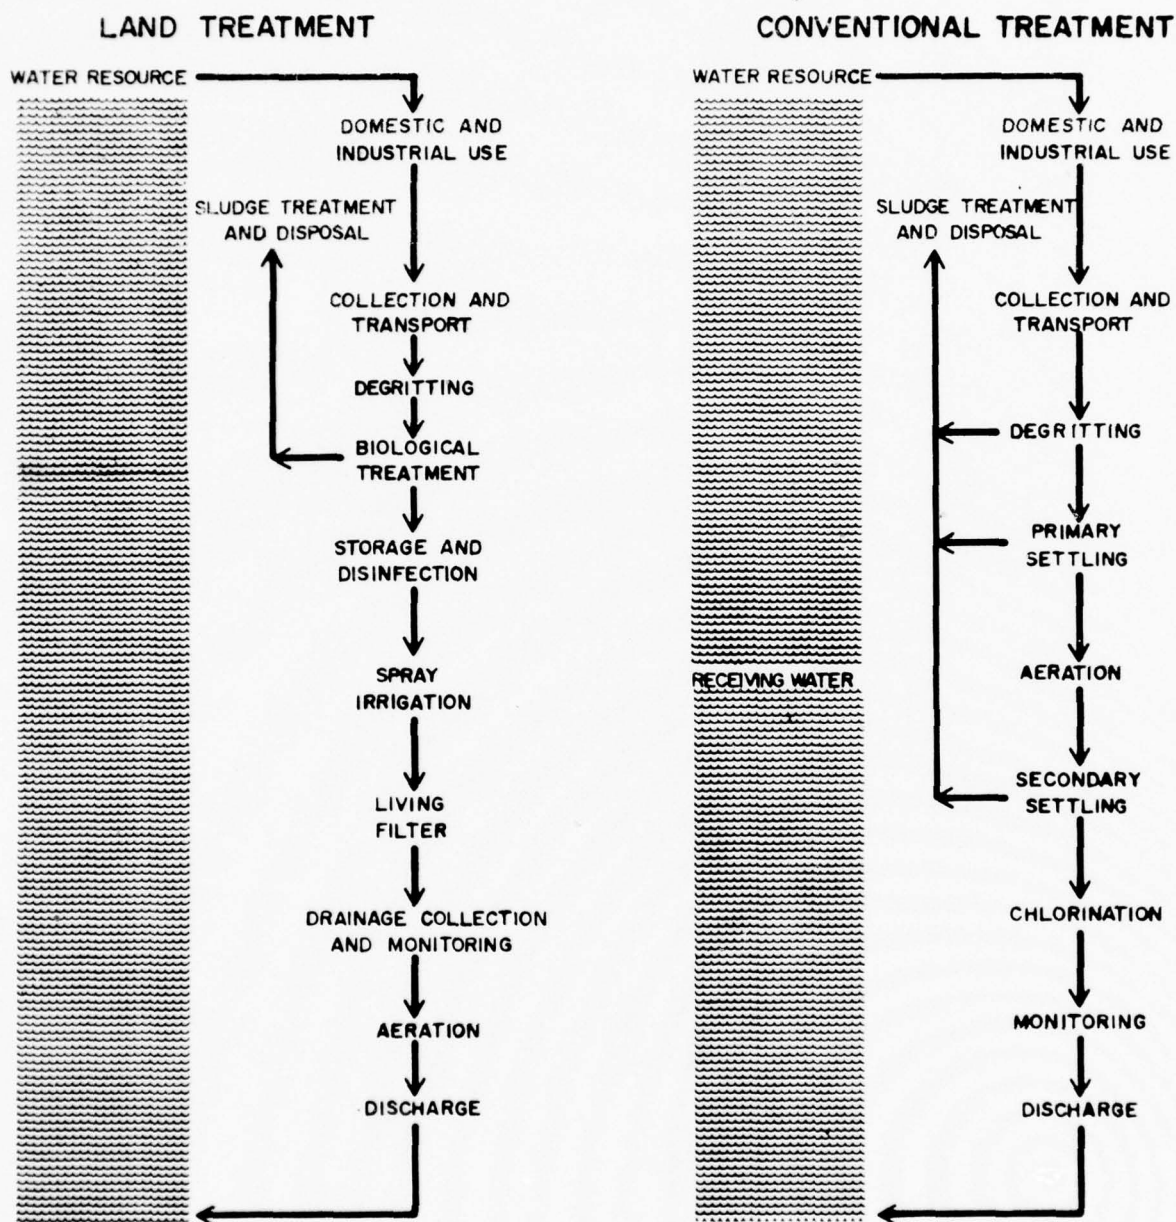 LAND TREATMENT
WATER RESOURCE
DOMESTIC AND
INDUSTRIAL USE
SLUDGE TREATMENT
AND DISPOSAL
COLLECTION AND
TRANSPORT
DEGRITTING
BIOLOGICAL
TREATMENT
STORAGE AND
DISINFECTION
SPRAY
IRRIGATION
LIVING
FILTER
DRAINAGE COLLECTION
AND MONITORING
AERATION
DISCHARGE
CONVENTIONAL TREATMENT
WATER RESOURCE
DOMESTIC AND
INDUSTRIAL USE
SLUDGE TREATMENT
AND DISPOSAL
COLLECTION AND
TRANSPORT
DEGRITTING
PRIMARY
SETTLING
RECEIVING WATER
AERATION
SECONDARY
SETTLING
CHLORINATION
MONITORING
DISCHARGE